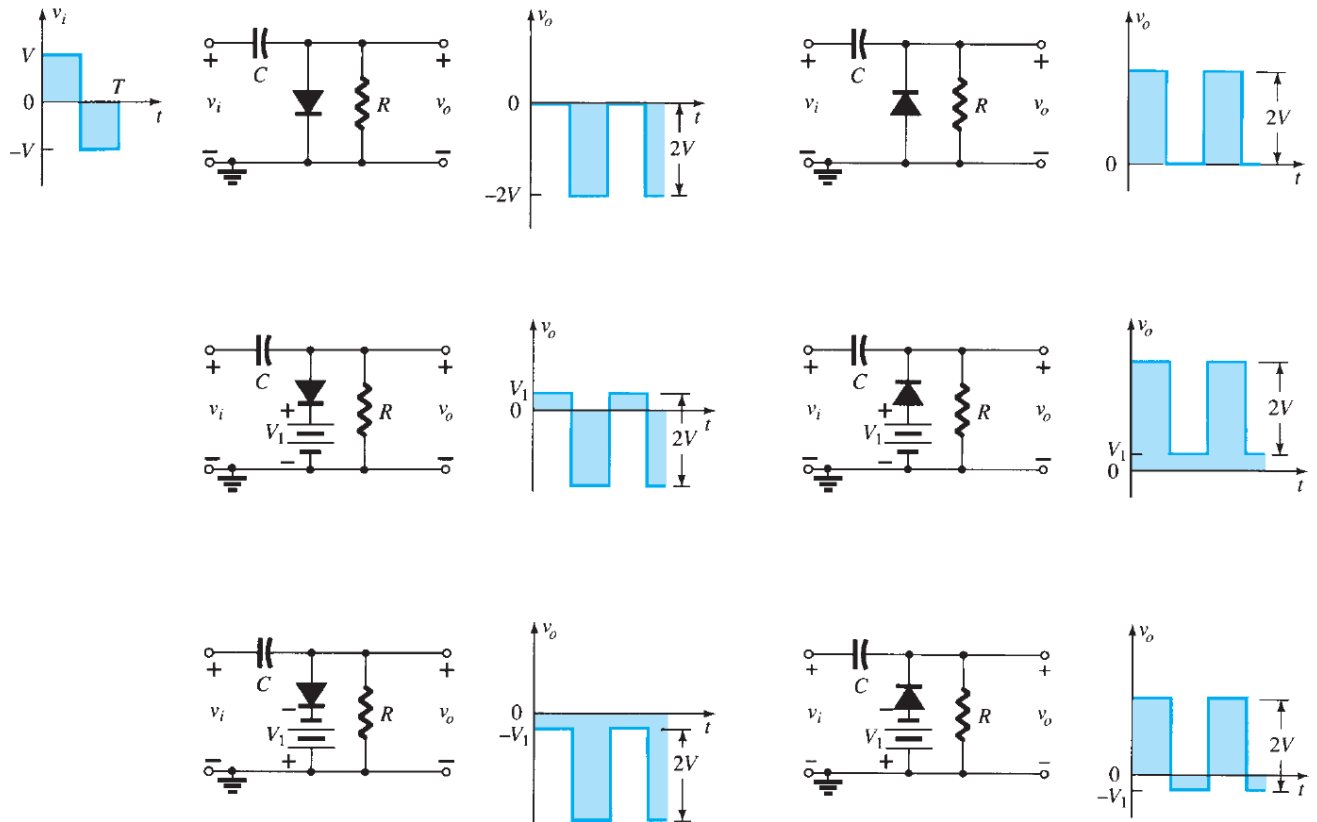 v_i
V
0
−V
T
t
+
C
+
v_i
R
v_o
−
−
v_o
0
t
2V
−2V
+
C
+
v_i
R
v_o
−
−
v_o
2V
0
t
+
C
+
+
v_i
V_1
R
v_o
−
−
−
v_o
V_1
0
t
2V
+
C
+
+
v_i
V_1
R
v_o
−
−
−
v_o
2V
V_1
0
t
+
C
+
−
v_i
V_1
R
v_o
−
+
−
v_o
0
−V_1
t
2V
+
C
+
−
v_i
V_1
R
v_o
−
+
−
v_o
2V
0
−V_1
t